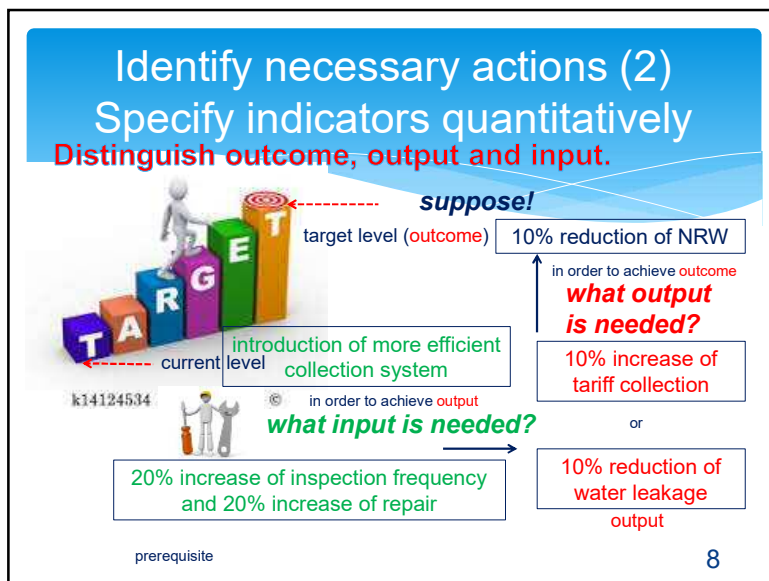 Identify necessary actions (2)
Specify indicators quantitatively
Distinguish outcome, output and input.
suppose!
target level (outcome)
10% reduction of NRW
in order to achieve outcome
what output
is needed?
TARGET
current level
introduction of more efficient
collection system
10% increase of
tariff collection
k14124534
©
in order to achieve output
what input is needed?
or
20% increase of inspection frequency
and 20% increase of repair
10% reduction of
water leakage
output
prerequisite
8